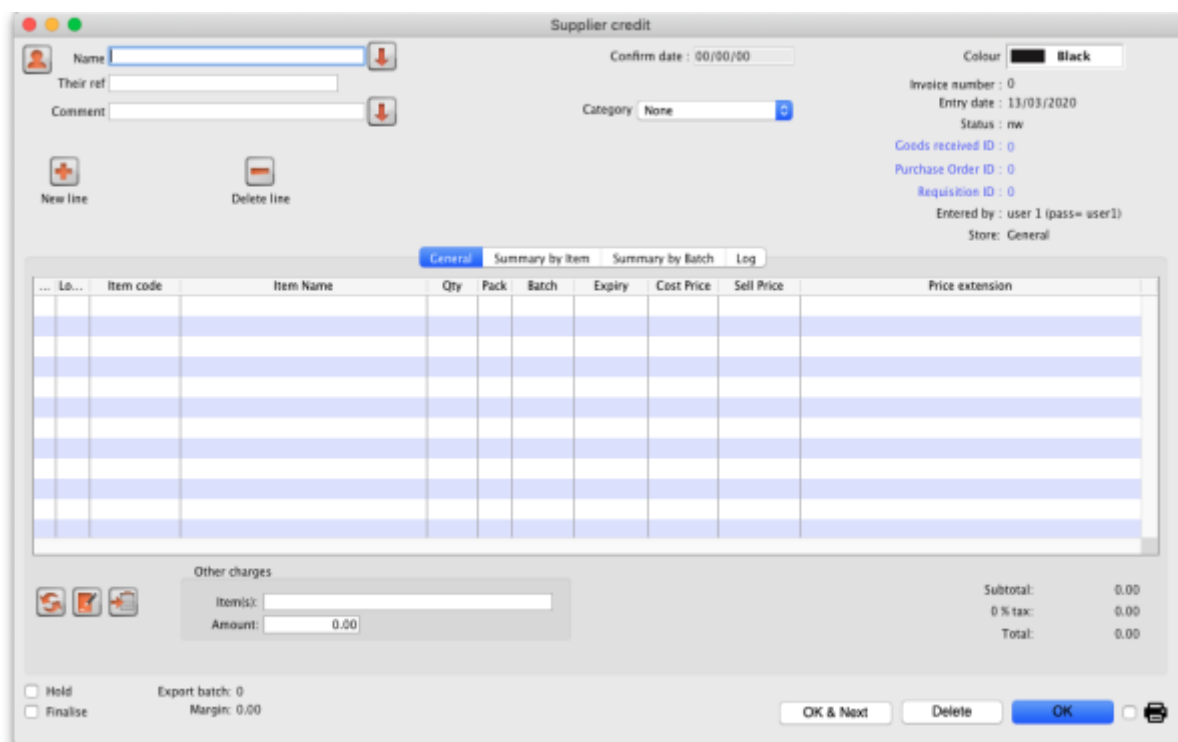 Supplier credit
Name
Confirm date : 00/00/00
Colour
Black
Their ref
Invoice number : 0
Comment
Category
None
Entry date : 13/03/2020
Status : nw
Goods received ID : 0
Purchase Order ID : 0
Requisition ID : 0
New line
Delete line
Entered by : user 1 (pass= user1)
Store: General
General
Summary by Item
Summary by Batch
Log
... Lo... Item code Item Name Qty Pack Batch Expiry Cost Price Sell Price Price extension
Other charges
Item(s):
Amount: 0.00
Subtotal: 0.00
0 % tax: 0.00
Total: 0.00
Hold
Export batch: 0
Finalise
Margin: 0.00
OK & Next
Delete
OK